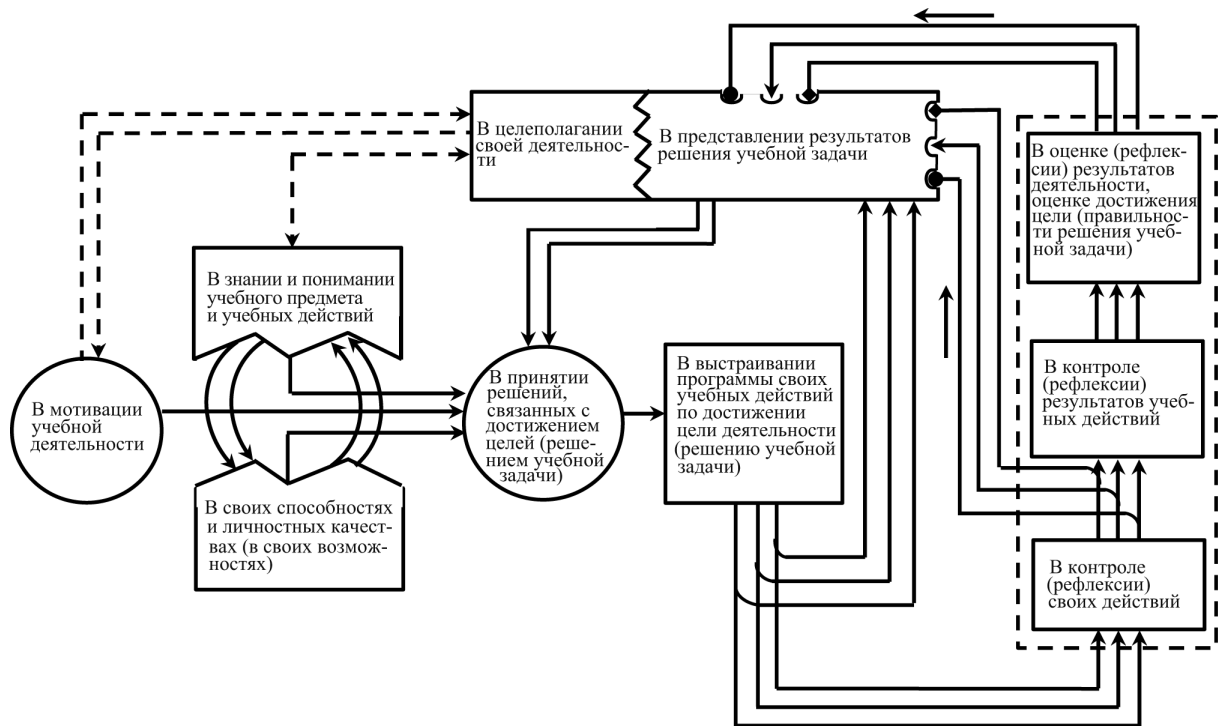 В целеполагании
своей деятельнос-
ти
В представлении результатов
решения учебной задачи
В оценке (рефлек-
сии) результатов
деятельности,
оценке достижения
цели (правильнос-
ти решения учеб-
ной задачи)
В знании и понимании
учебного предмета
и учебных действий
В мотивации
учебной
деятельности
В принятии
решений,
связанных с
достижением
целей (реше-
нием учебной
задачи)
В выстраивании
программы своих
учебных действий
по достижении
цели деятельности
(решению учебной
задачи)
В контроле
(рефлексии)
результатов учеб-
ных действий
В своих способностях
и личностных качест-
вах (в своих возмож-
ностях)
В контроле
(рефлексии)
своих действий